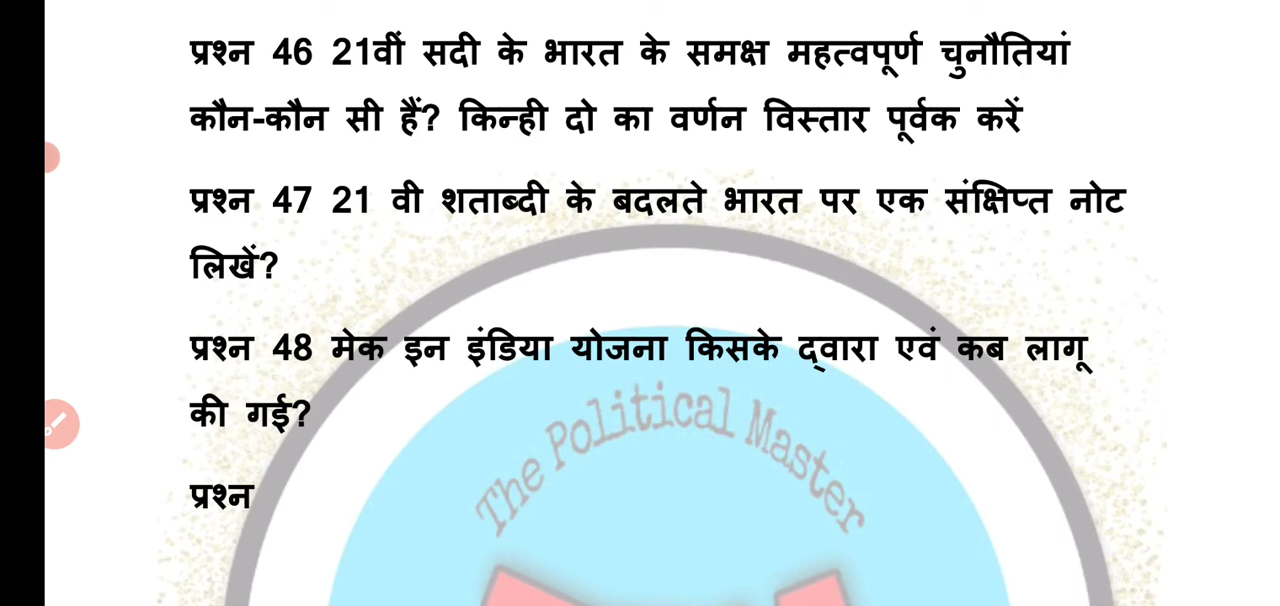 प्रश्न 46 21वीं सदी के भारत के समक्ष महत्वपूर्ण चुनौतियां
कौन-कौन सी हैं? किन्ही दो का वर्णन विस्तार पूर्वक करें
प्रश्न 47 21 वी शताब्दी के बदलते भारत पर एक संक्षिप्त नोट
लिखें?
प्रश्न 48 मेक इन इंडिया योजना किसके द्वारा एवं कब लागू
की गई?
प्रश्न
The Political Master